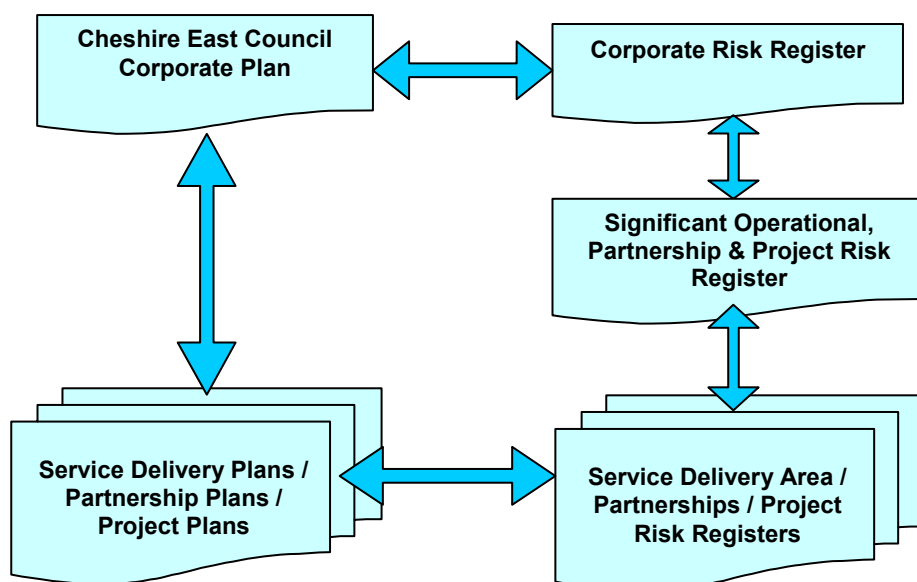 Cheshire East Council
Corporate Plan
Corporate Risk Register
Significant Operational,
Partnership & Project Risk
Register
Service Delivery Plans /
Partnership Plans /
Project Plans
Service Delivery Area /
Partnerships / Project
Risk Registers